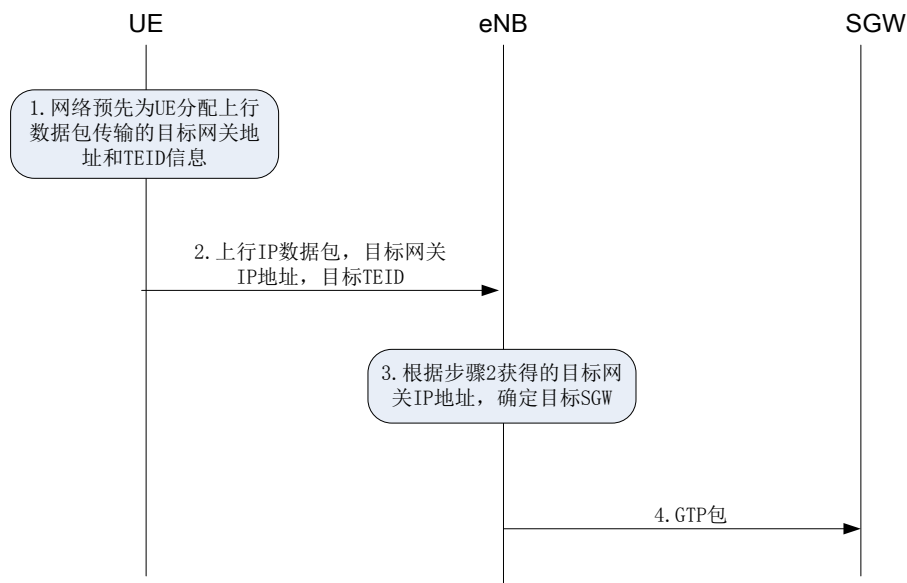 UE
eNB
SGW
1.网络预先为UE分配上行
数据包传输的目标网关地
址和TEID信息
2.上行IP数据包，目标网关
IP地址，目标TEID
3.根据步骤2获得的目标网
关IP地址，确定目标SGW
4.GTP包